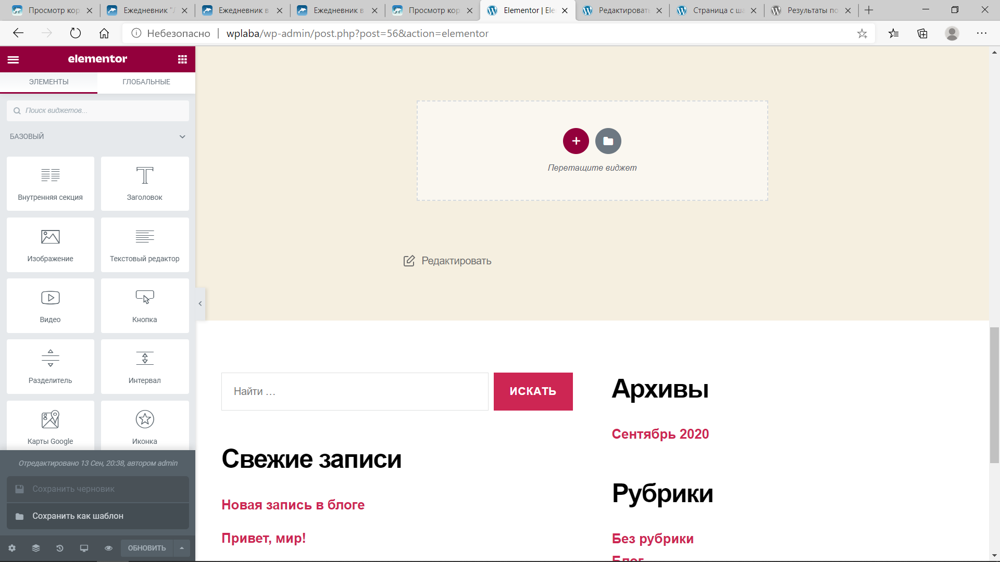 Просмотр кор
Ежедневник "Л
Ежедневник в
Ежедневник в
Просмотр кор
Elementor | Ele
Редактировать
Страница с ша
Результаты по
Небезопасно | wplaba/wp-admin/post.php?post=56&action=elementor
elementor
ЭЛЕМЕНТЫ
ГЛОБАЛЬНЫЕ
Поиск виджетов...
БАЗОВЫЙ
Внутренняя секция
Заголовок
Изображение
Текстовый редактор
Видео
Кнопка
Разделитель
Интервал
Карты Google
Иконка
Отредактировано 13 Сен, 20:38, автором admin
Сохранить черновик
Сохранить как шаблон
ОБНОВИТЬ
Перетащите виджет
Редактировать
Найти …
ИСКАТЬ
Свежие записи
Новая запись в блоге
Привет, мир!
Архивы
Сентябрь 2020
Рубрики
Без рубрики
Блог